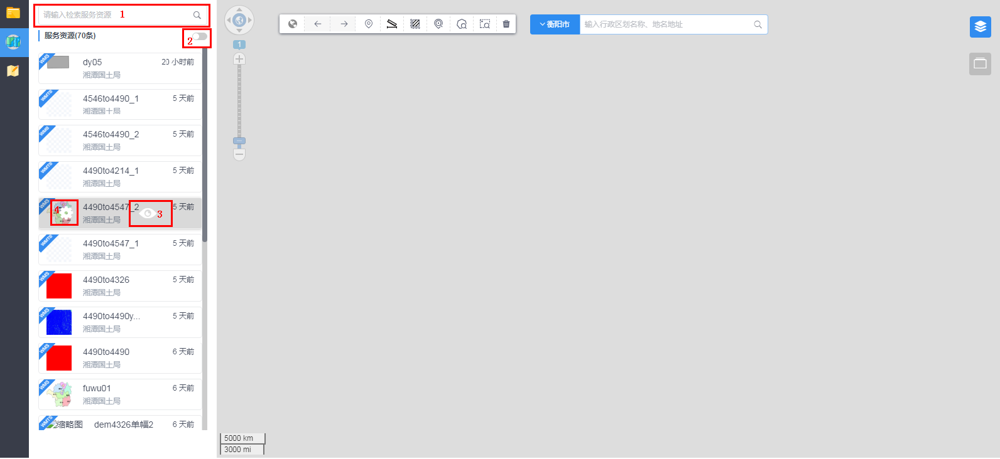 请输入检索服务资源 1
服务资源(70条)
2
WMS
dy05
20 小时前
湘潭国土局
WMTS
4546to4490_1
5 天前
湘潭国土局
WMS
4546to4490_2
5 天前
湘潭国土局
WMTS
4490to4214_1
5 天前
湘潭国土局
WMS
4
4490to4547_2
3
5 天前
湘潭国土局
WMTS
4490to4547_1
5 天前
湘潭国土局
WMS
4490to4326
5 天前
湘潭国土局
WMS
4490to4490y...
5 天前
湘潭国土局
WMS
4490to4490
6 天前
湘潭国土局
WMS
fuwu01
6 天前
湘潭国土局
WMTS
缩略图
dem4326单幅2
6 天前
1
衡阳市
输入行政区划名称、地名地址
5000 km
3000 mi